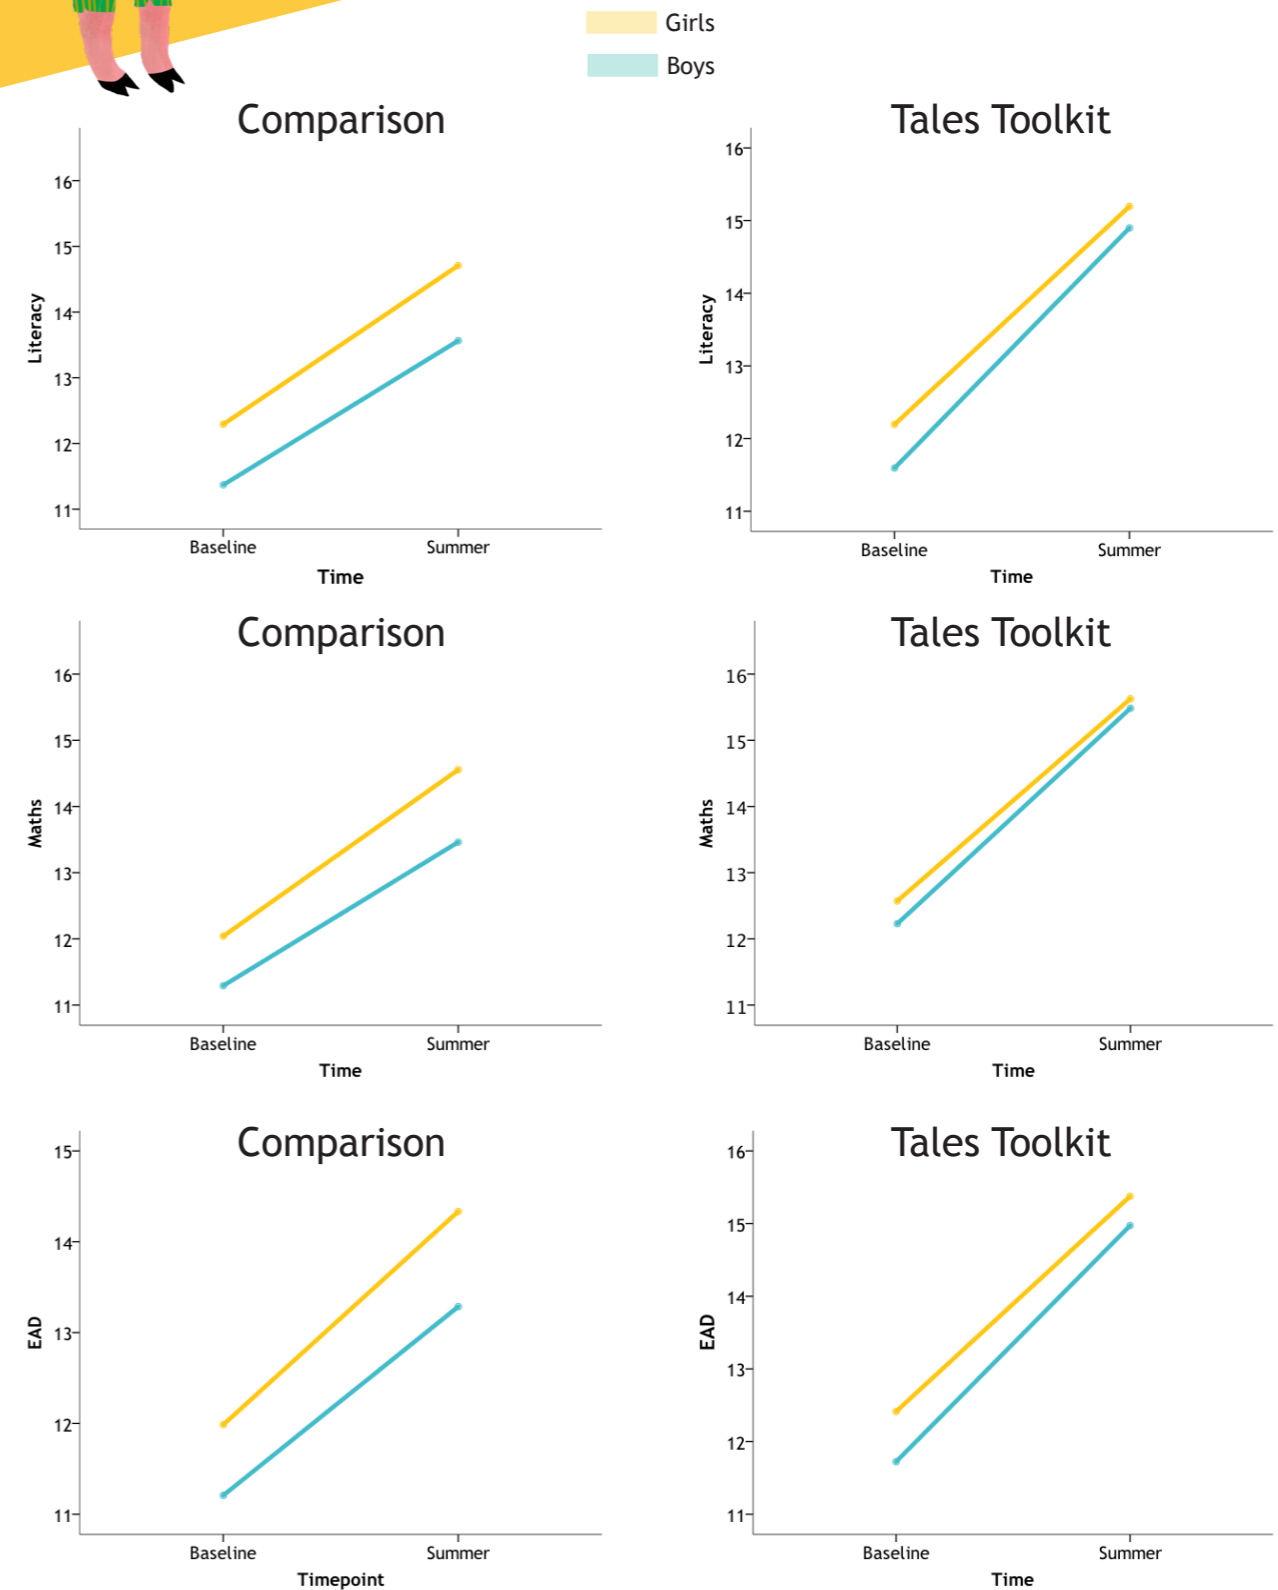 Girls
Boys
Comparison
16
15
14
13
12
11
Literacy
Baseline
Summer
Time
Tales Toolkit
16
15
14
13
12
11
Literacy
Baseline
Summer
Time
Comparison
16
15
14
13
12
11
Maths
Baseline
Summer
Time
Tales Toolkit
16
15
14
13
12
11
Maths
Baseline
Summer
Time
Comparison
15
14
13
12
11
EAD
Baseline
Summer
Timepoint
Tales Toolkit
16
15
14
13
12
11
EAD
Baseline
Summer
Time